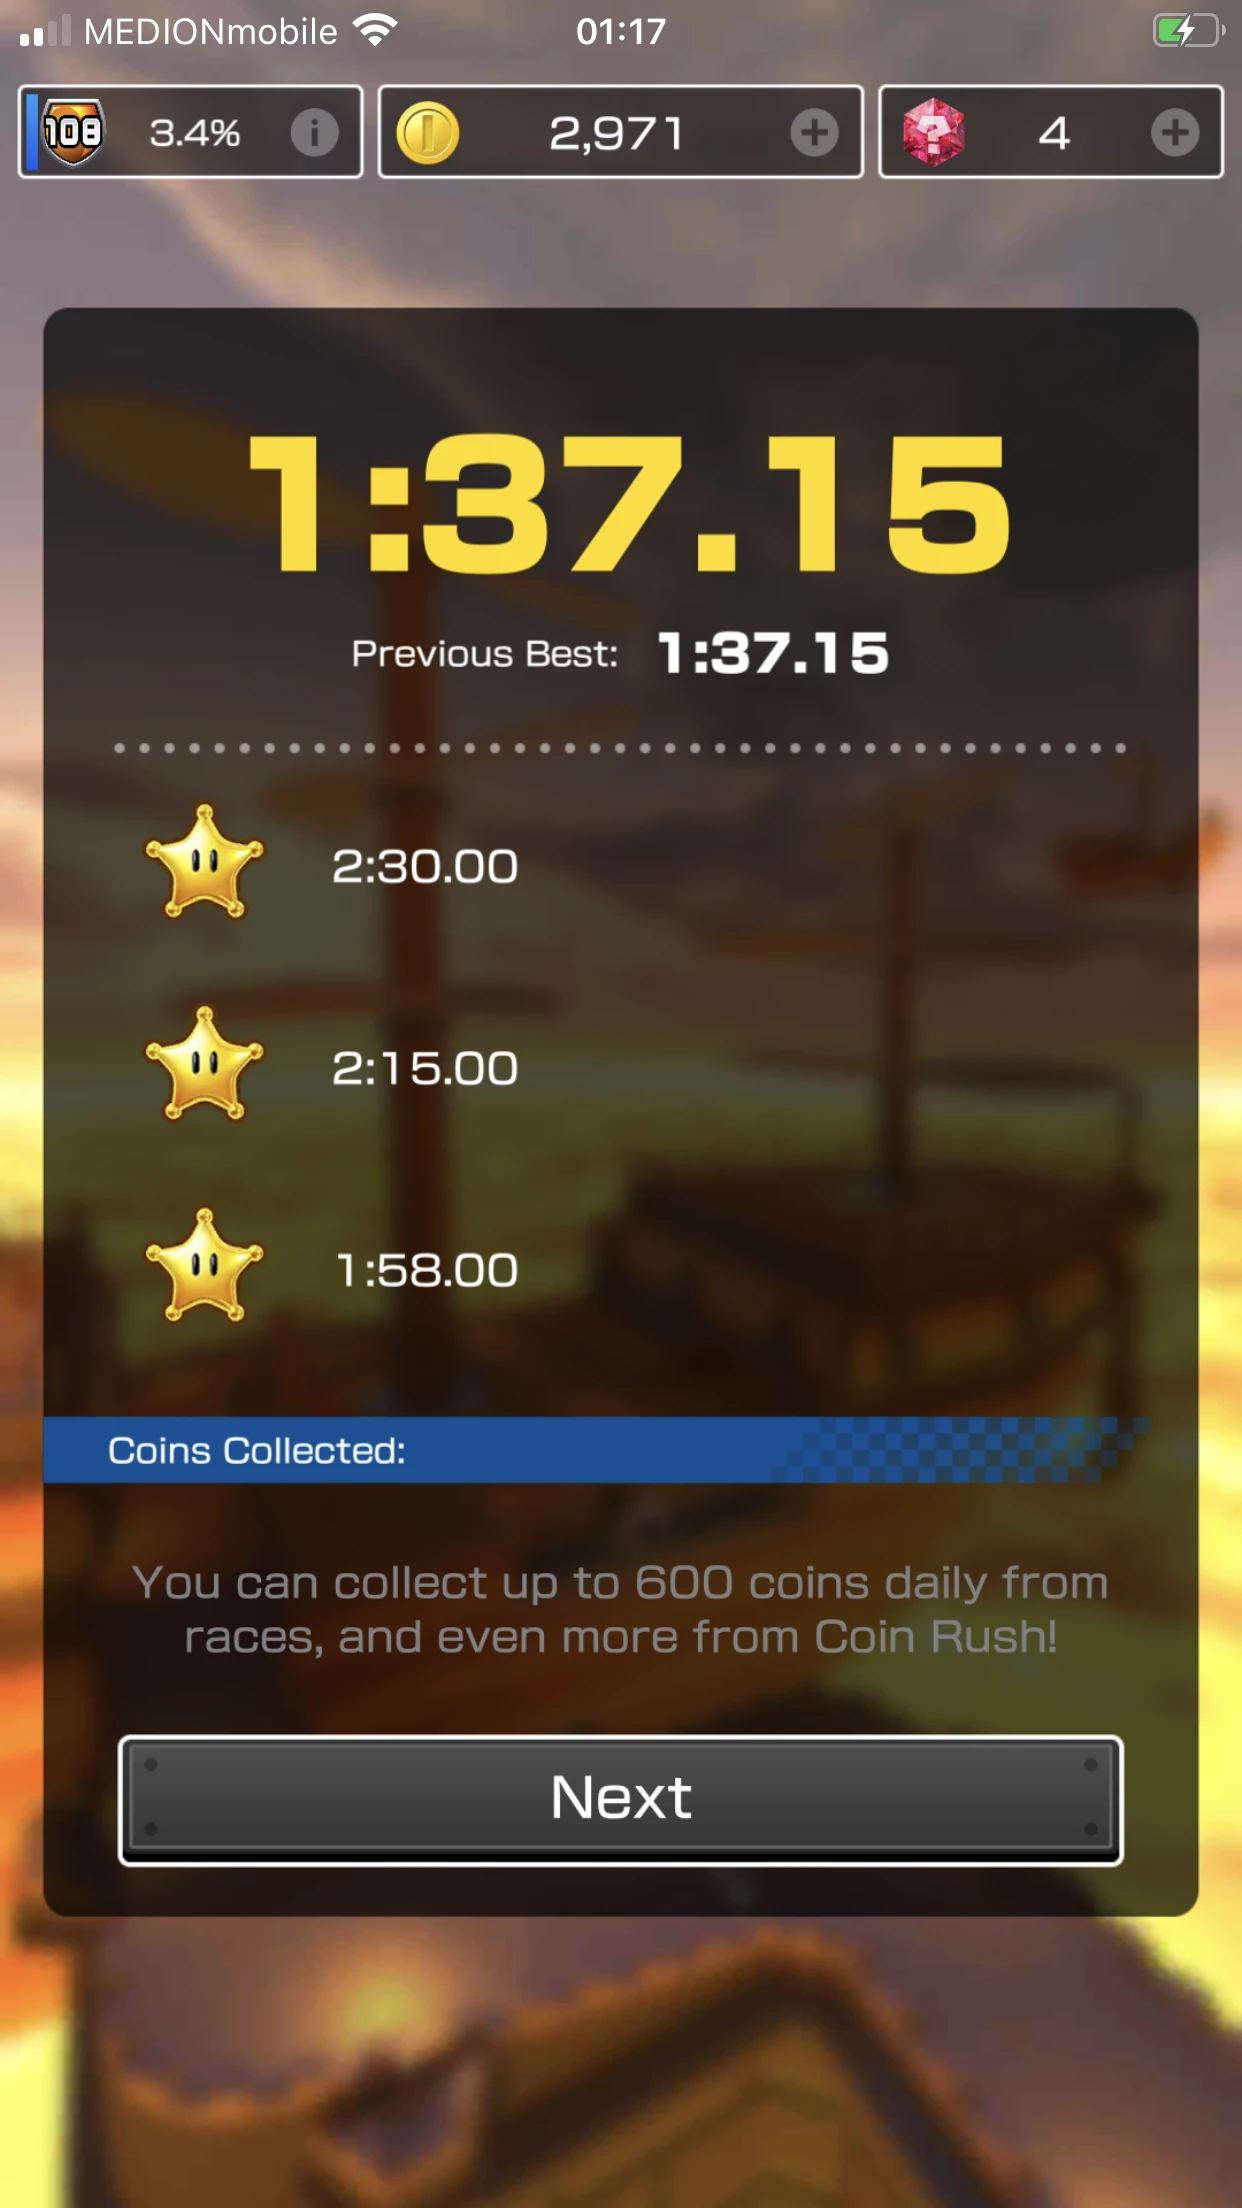 MEDIONmobile 01:17
108 3.4% i 2,971 + ? 4 +
1:37.15
Previous Best: 1:37.15
2:30.00
2:15.00
1:58.00
Coins Collected:
You can collect up to 600 coins daily from
races, and even more from Coin Rush!
Next